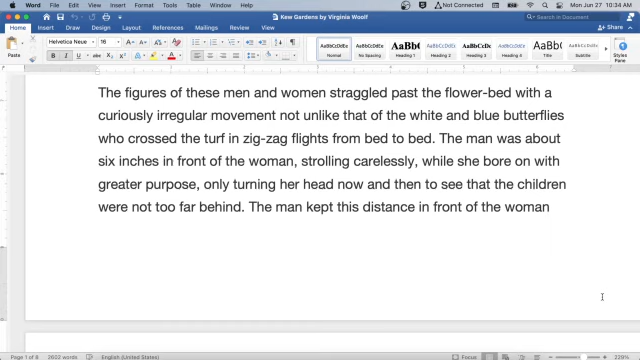 Word File Edit View Insert Format Tools Table Window Help Not Connected Mon Jun 27 10:34 AM
Kew Gardens by Virginie Woolf Search in Document
Home Insert Draw Design Layout References Mailings Review View Share
Paste Helvetica Neue 16 AaBbCcDdEe AaBbCcDdEe AaBbC AaBbCcDdEe AaBbCcDc AaBbCcDdEe AaBb( AaBbCcDdEe
B I U abc X₂ X² Normal No Spacing Heading 1 Heading 2 Heading 3 Heading 4 Title Subtitle Styles Pane
The figures of these men and women straggled past the flower-bed with a
curiously irregular movement not unlike that of the white and blue butterflies
who crossed the turf in zig-zag flights from bed to bed. The man was about
six inches in front of the woman, strolling carelessly, while she bore on with
greater purpose, only turning her head now and then to see that the children
were not too far behind. The man kept this distance in front of the woman
Page 1 of 8 2602 words English (United States) Focus 229%